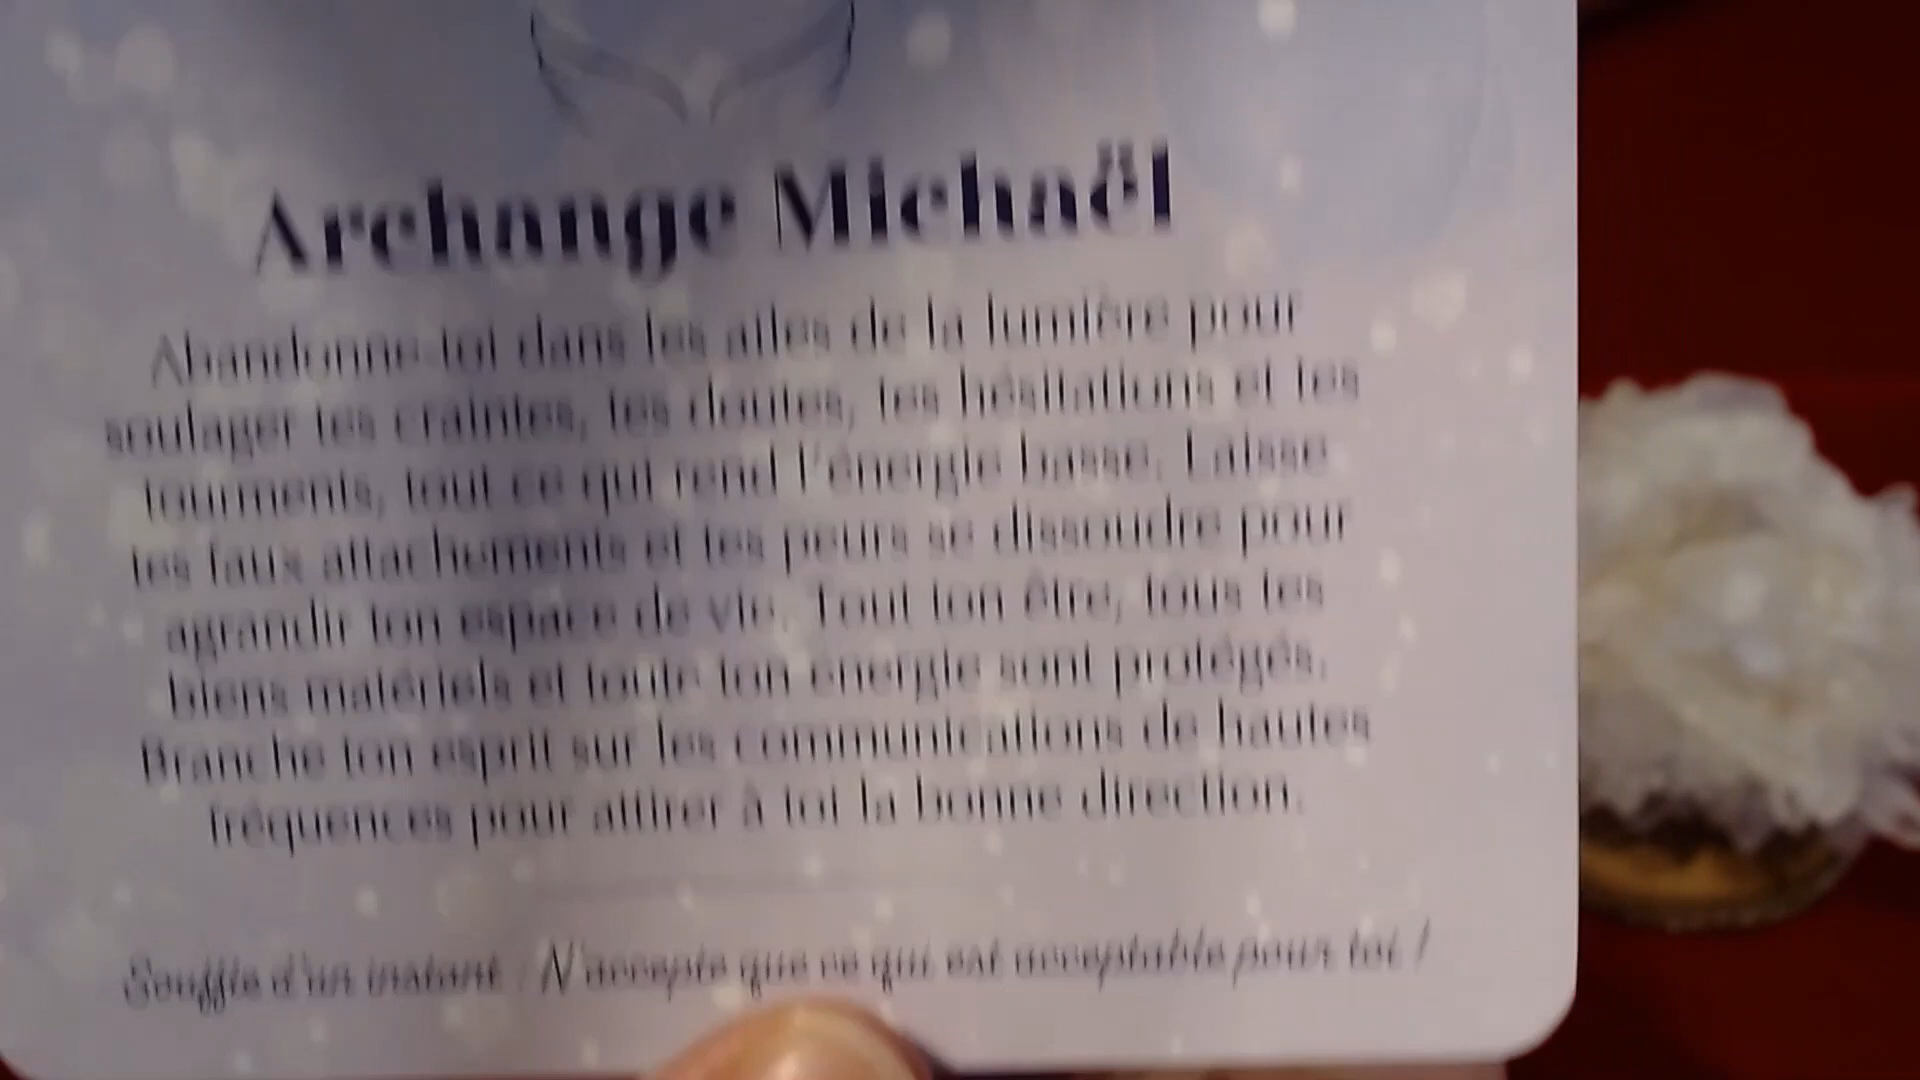 Archange Michaël
Abandonne-toi dans les ailes de la lumière pour
soulager tes craintes, tes doutes, tes hésitations et tes
tourments, tout ce qui rend l'énergie basse. Laisse
tes faux attachements et tes peurs se dissoudre pour
agrandir ton espace de vie. Tout ton être, tous tes
biens matériels et toute ton énergie sont protégés.
Branche ton esprit sur les communications de hautes
fréquences pour attirer à toi la bonne direction.
Souffle d'un instant : N'accepte que ce qui est acceptable pour toi !